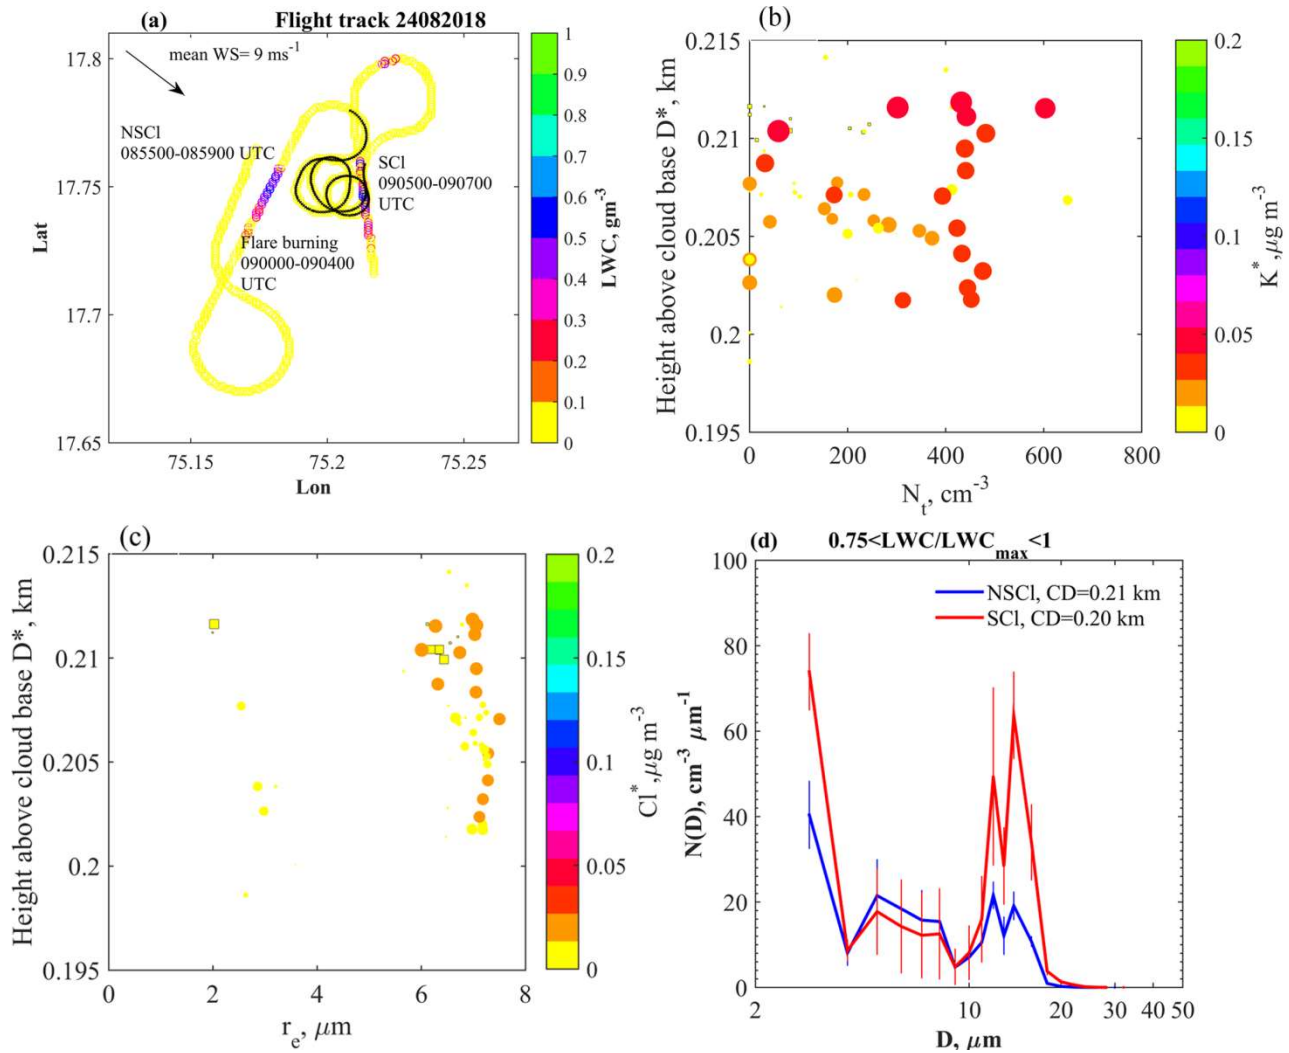 (a) Flight track 24082018
17.8
17.75
17.7
17.65
75.15 75.2 75.25
Lat
Lon
mean WS= 9 ms-1
NSCl
085500-085900 UTC
SCl
090500-090700
UTC
Flare burning
090000-090400
UTC
1
0.9
0.8
0.7
0.6
0.5
0.4
0.3
0.2
0.1
0
LWC, gm-3
(b)
0.215
0.21
0.205
0.2
0.195
0 200 400 600 800
Height above cloud base D*, km
Nt, cm-3
0.2
0.15
0.1
0.05
0
K*, μg m-3
(c)
0.215
0.21
0.205
0.2
0.195
0 2 4 6 8
Height above cloud base D*, km
re, μm
0.2
0.15
0.1
0.05
0
Cl*, μg m-3
(d) 0.75<LWC/LWCmax<1
100
80
60
40
20
0
2 10 20 30 40 50
N(D), cm-3 μm-1
D, μm
NSCl, CD=0.21 km
SCl, CD=0.20 km